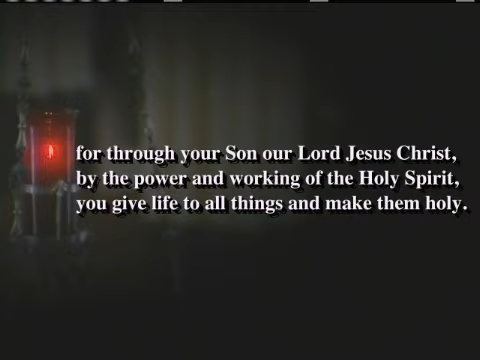 for through your Son our Lord Jesus Christ,
by the power and working of the Holy Spirit,
you give life to all things and make them holy.